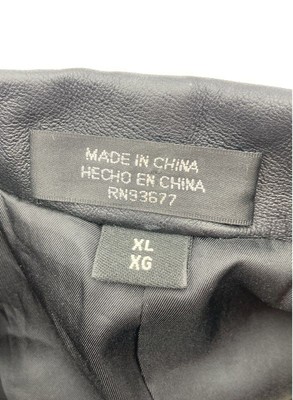 MADE IN CHINA
HECHO EN CHINA
RN93677
XL
XG